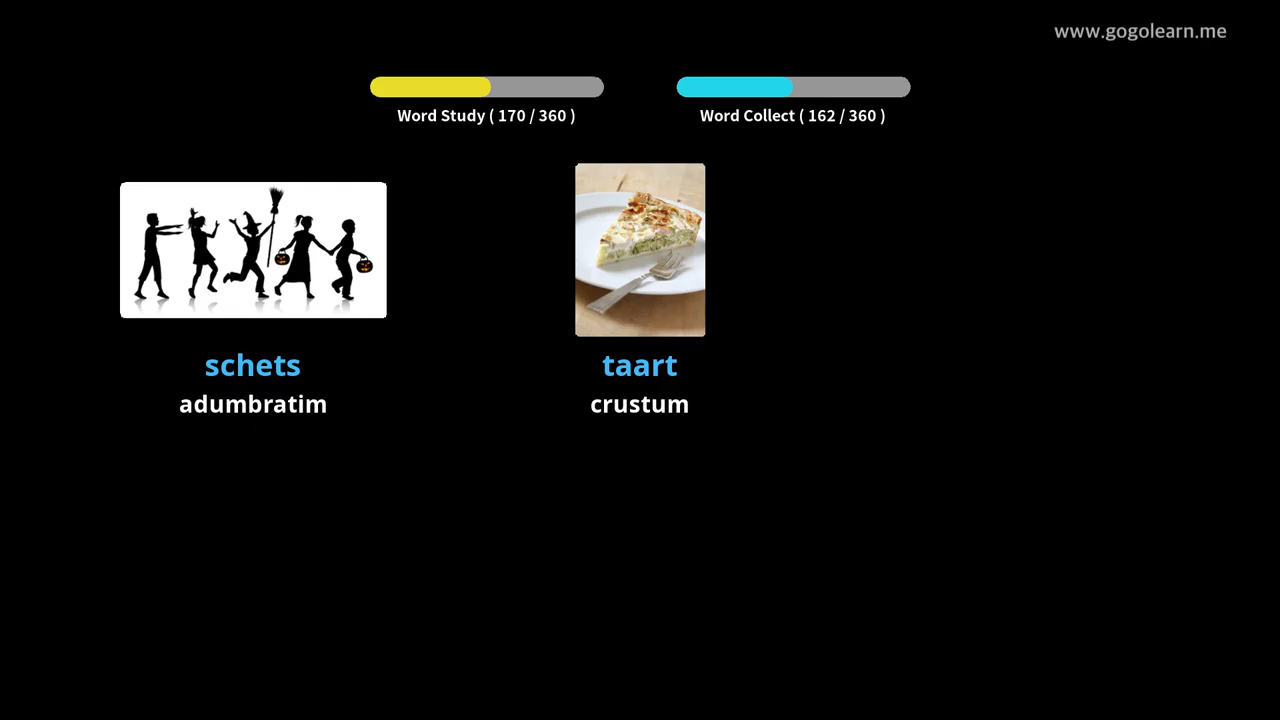 www.gogolearn.me
Word Study ( 170 / 360 )
Word Collect ( 162 / 360 )
schets
adumbratim
taart
crustum